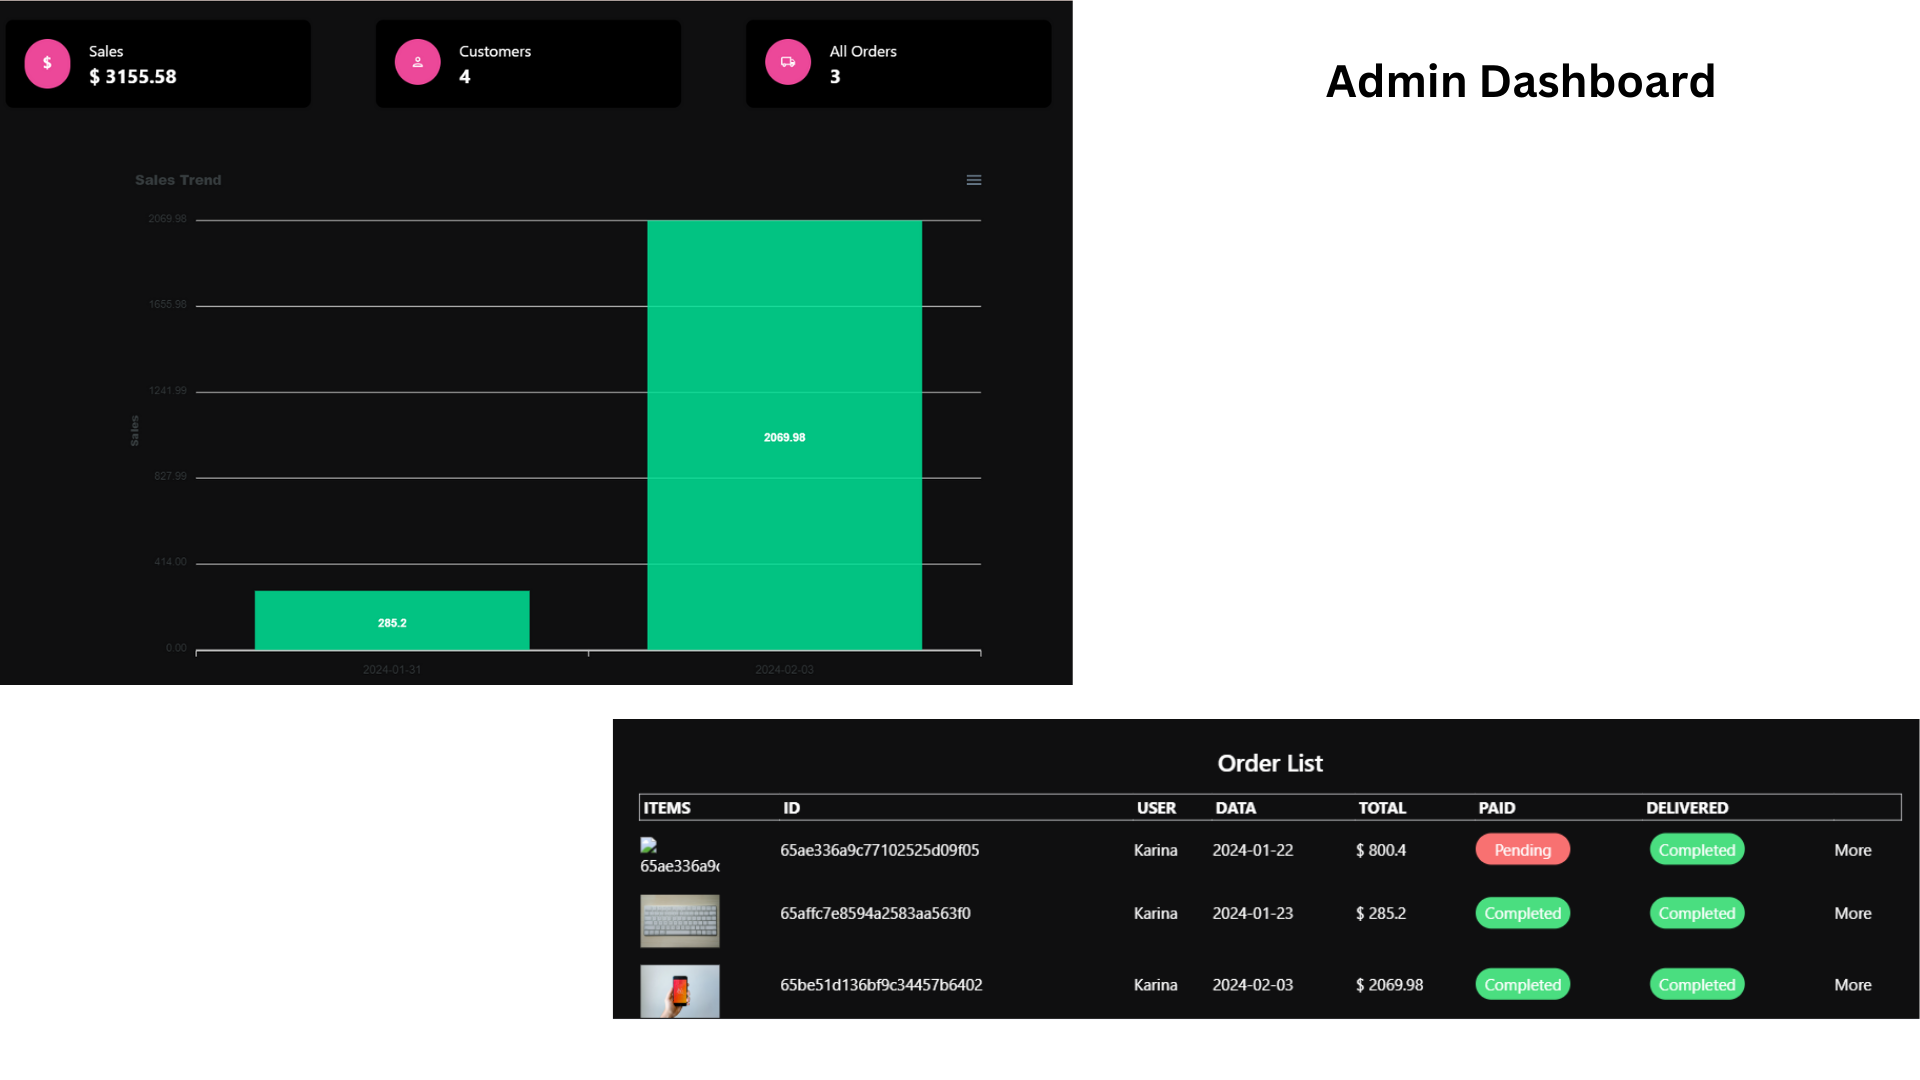 Sales
$ 3155.58
Customers
4
All Orders
3
Admin Dashboard
Sales Trend
2069.98
1655.98
1241.99
827.99
414.00
0.00
Sales
2069.98
285.2
2024-01-31
2024-02-03
Order List
ITEMS ID USER DATA TOTAL PAID DELIVERED
65ae336a9c77102525d09f05 Karina 2024-01-22 $ 800.4 Pending Completed More
65ae336a9c
65affc7e8594a2583aa563f0 Karina 2024-01-23 $ 285.2 Completed Completed More
65be51d136bf9c34457b6402 Karina 2024-02-03 $ 2069.98 Completed Completed More